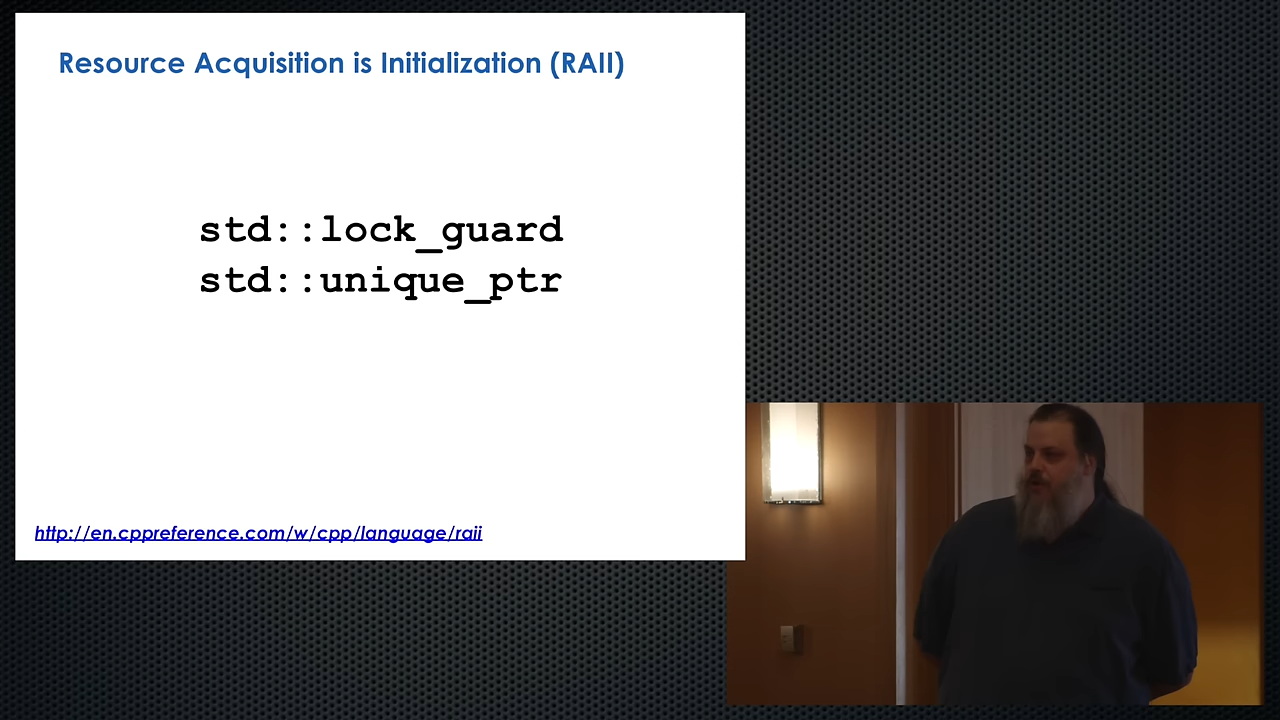 Resource Acquisition is Initialization (RAII)
std::lock_guard
std::unique_ptr
http://en.cppreference.com/w/cpp/language/raii